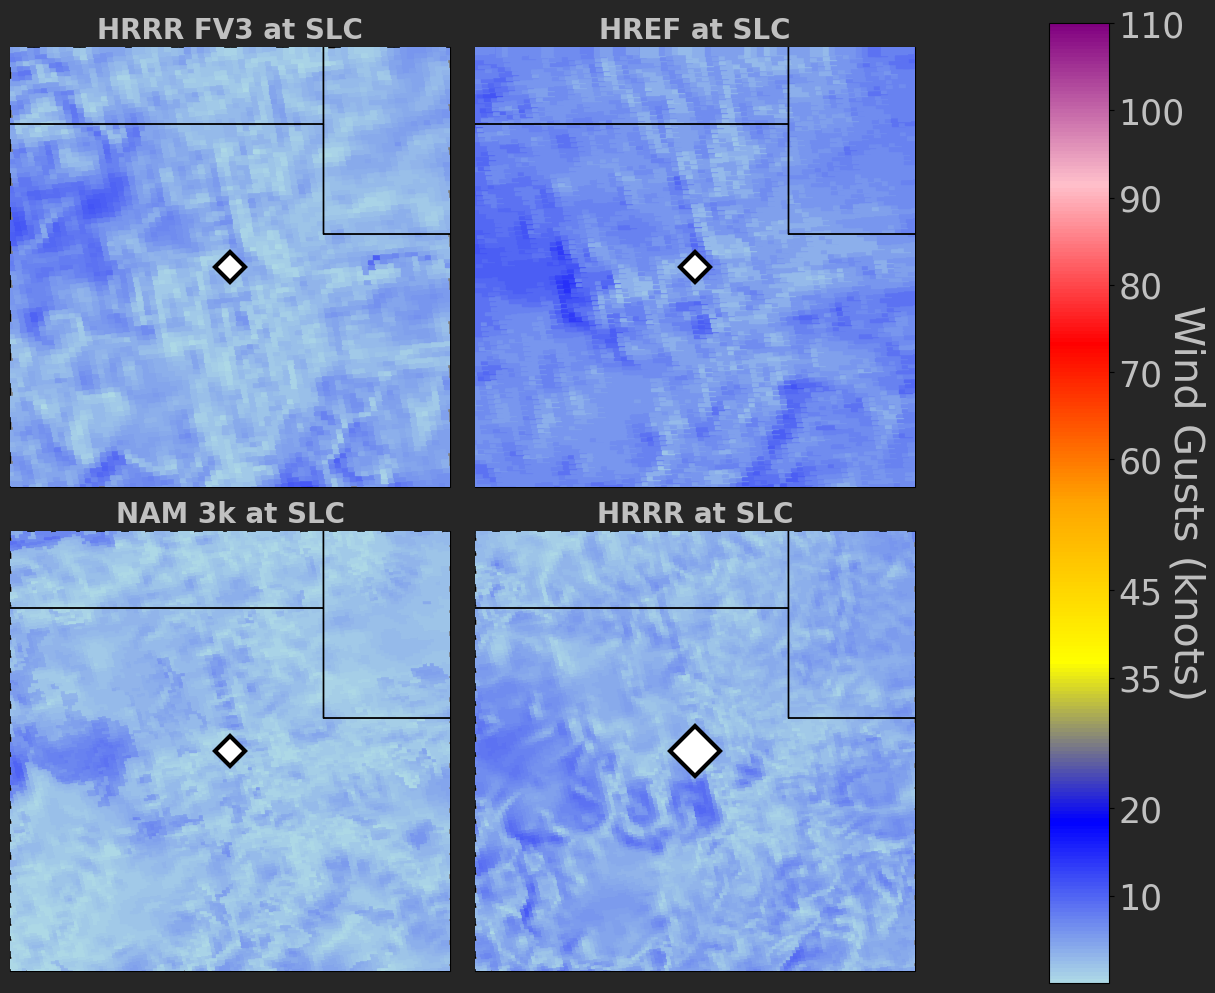 HRRR FV3 at SLC
HREF at SLC
NAM 3k at SLC
HRRR at SLC
110
100
90
80
70
60
45
35
20
10
Wind Gusts (knots)